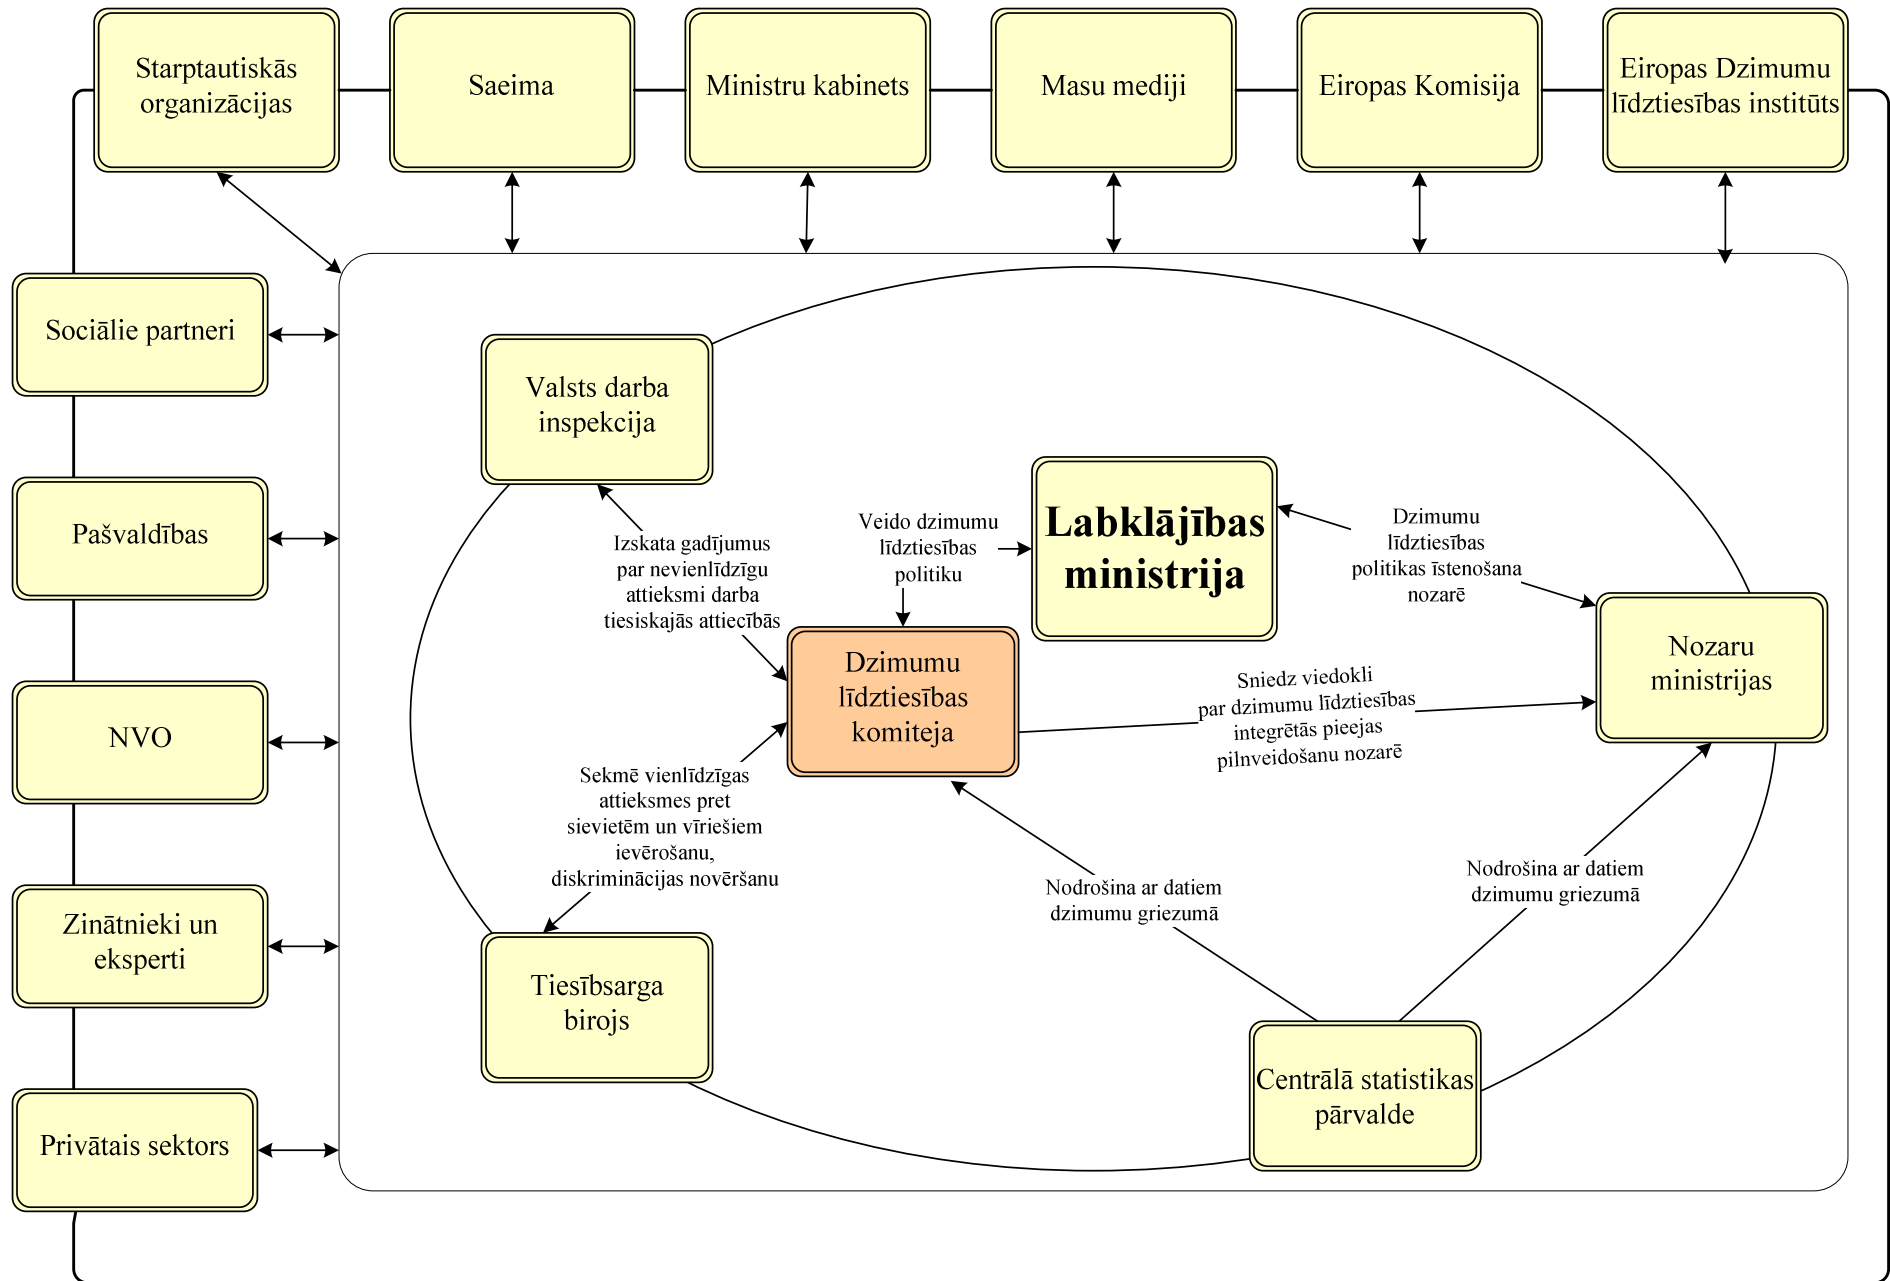 Starptautiskās
organizācijas
Saeima
Ministru kabinets
Masu mediji
Eiropas Komisija
Eiropas Dzimumu
līdztiesības institūts
Sociālie partneri
Pašvaldības
NVO
Zinātnieki un
eksperti
Privātais sektors
Valsts darba
inspekcija
Izskata gadījumus
par nevienlīdzīgu
attieksmi darba
tiesiskajās attiecībās
Veido dzimumu
līdztiesības
politiku
Labklājības
ministrija
Dzimumu
līdztiesības
politikas īstenošana
nozarē
Dzimumu
līdztiesības
komiteja
Sniedz viedokli
par dzimumu līdztiesības
integrētās pieejas
pilnveidošanu nozarē
Nozaru
ministrijas
Sekmē vienlīdzīgas
attieksmes pret
sievietēm un vīriešiem
ievērošanu,
diskriminācijas novēršanu
Nodrošina ar datiem
dzimumu griezumā
Nodrošina ar datiem
dzimumu griezumā
Tiesībsarga
birojs
Centrālā statistikas
pārvalde